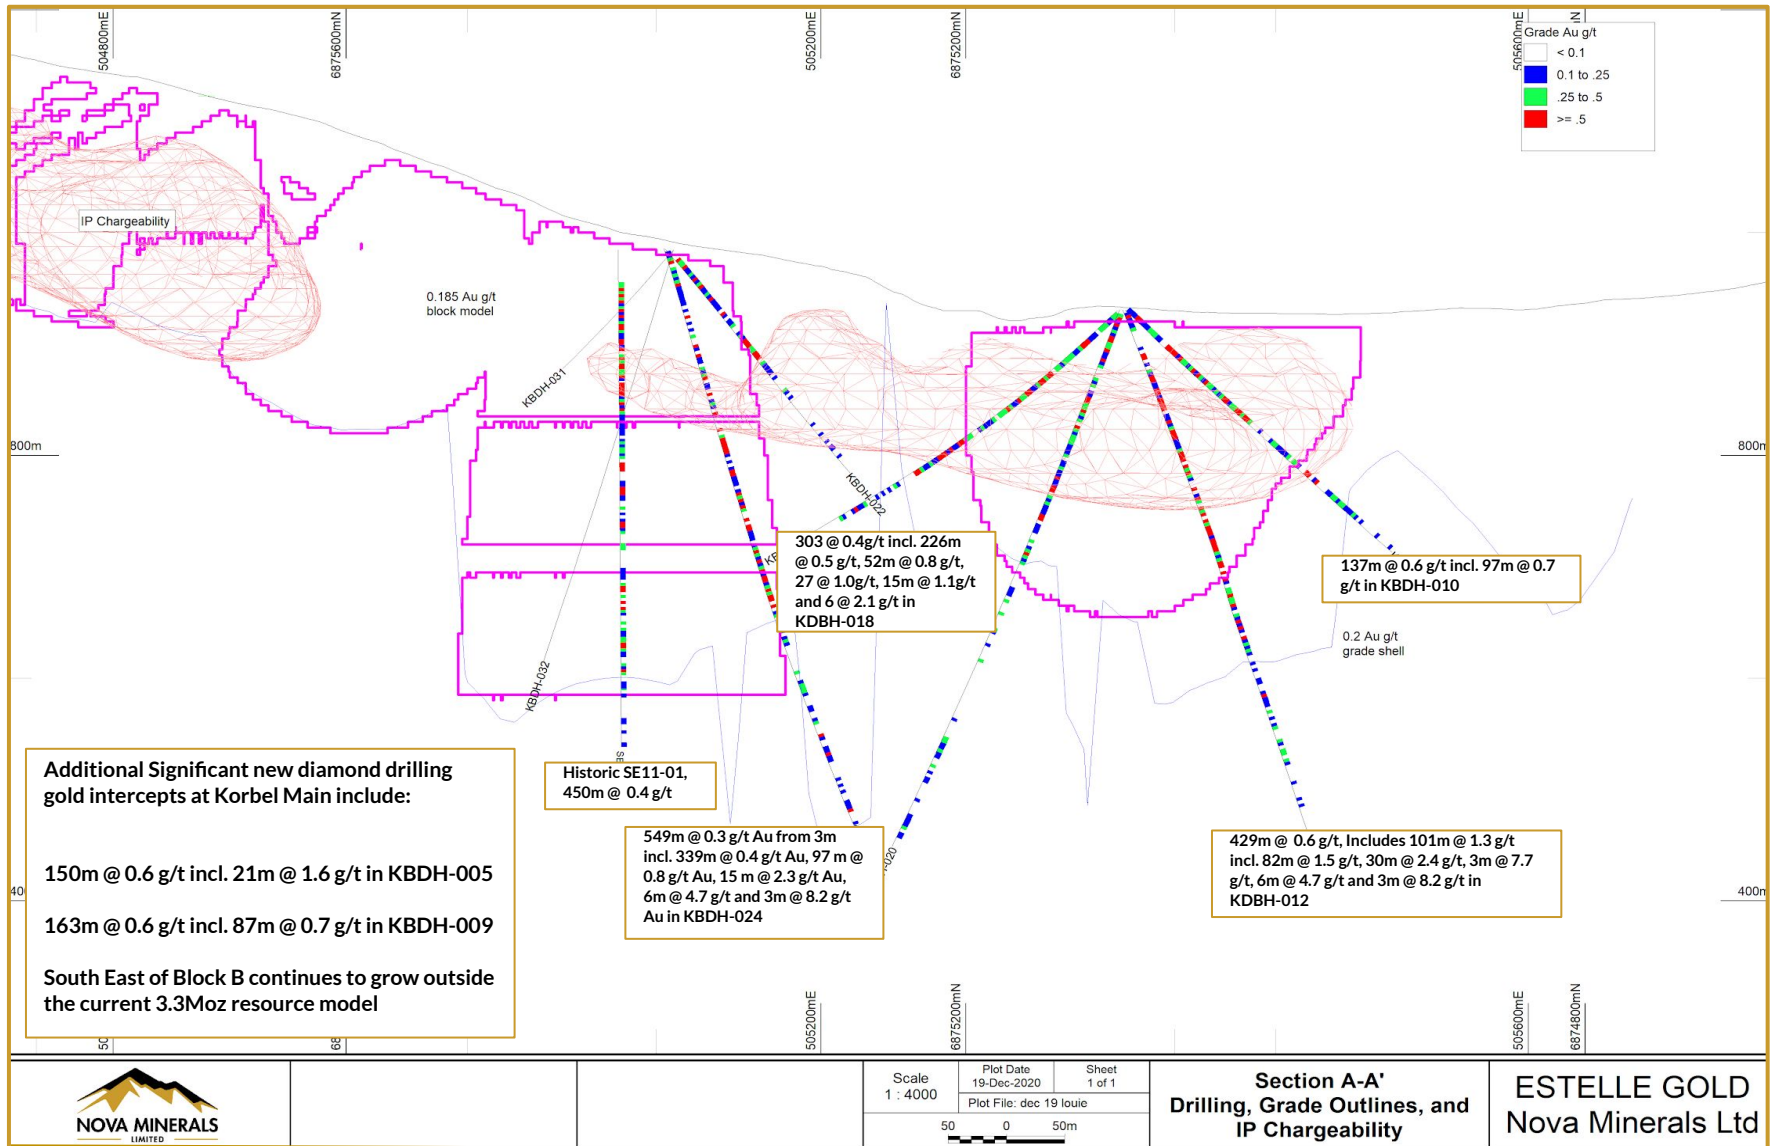 504800mE
6875600mN
505200mE
6875200mN
505600mE
Grade Au g/t
< 0.1
0.1 to .25
.25 to .5
>= .5
IP Chargeability
0.185 Au g/t
block model
KBDH-031
KBDH-022
KBDH-032
800m
800m
303 @ 0.4g/t incl. 226m
@ 0.5 g/t, 52m @ 0.8 g/t,
27 @ 1.0g/t, 15m @ 1.1g/t
and 6 @ 2.1 g/t in
KDBH-018
137m @ 0.6 g/t incl. 97m @ 0.7
g/t in KBDH-010
0.2 Au g/t
grade shell
Historic SE11-01,
450m @ 0.4 g/t
549m @ 0.3 g/t Au from 3m
incl. 339m @ 0.4 g/t Au, 97 m @
0.8 g/t Au, 15 m @ 2.3 g/t Au,
6m @ 4.7 g/t and 3m @ 8.2 g/t
Au in KBDH-024
429m @ 0.6 g/t, Includes 101m @ 1.3 g/t
incl. 82m @ 1.5 g/t, 30m @ 2.4 g/t, 3m @ 7.7
g/t, 6m @ 4.7 g/t and 3m @ 8.2 g/t in
KDBH-012
400m
Additional Significant new diamond drilling
gold intercepts at Korbel Main include:
150m @ 0.6 g/t incl. 21m @ 1.6 g/t in KBDH-005
163m @ 0.6 g/t incl. 87m @ 0.7 g/t in KBDH-009
South East of Block B continues to grow outside
the current 3.3Moz resource model
505200mE
6875200mN
505600mE
6874800mN
NOVA MINERALS
LIMITED
Scale
1 : 4000
Plot Date
19-Dec-2020
Sheet
1 of 1
Plot File: dec 19 louie
50 0 50m
Section A-A'
Drilling, Grade Outlines, and
IP Chargeability
ESTELLE GOLD
Nova Minerals Ltd